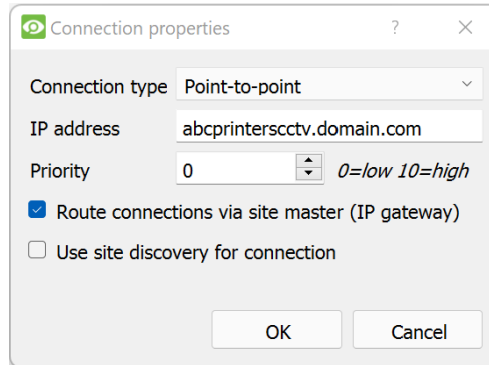 Connection properties ?
Connection type Point-to-point
IP address abcprinterscctv.domain.com
Priority 0 0=low 10=high
Route connections via site master (IP gateway)
Use site discovery for connection
OK Cancel